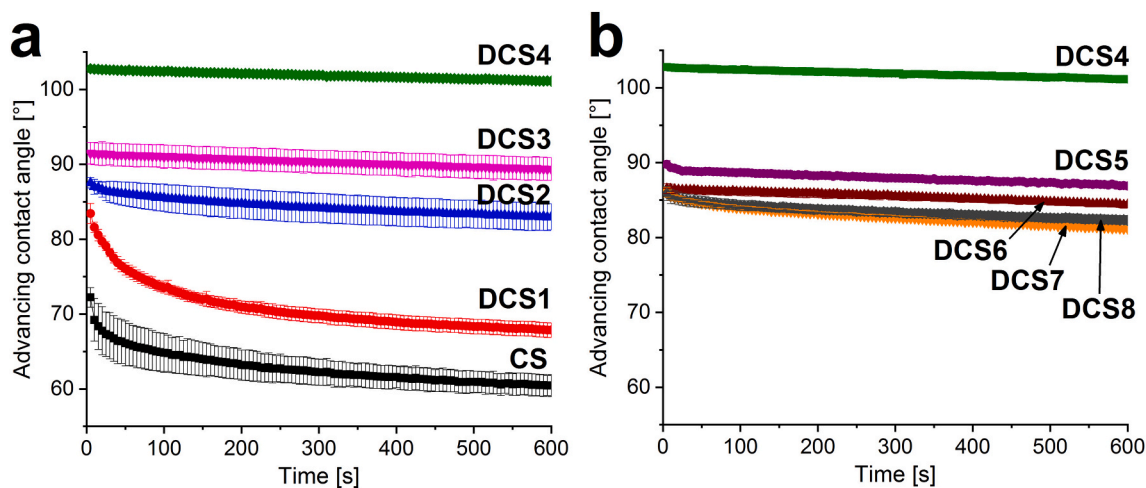 a
DCS4
DCS3
DCS2
DCS1
CS
100
90
80
70
60
0 100 200 300 400 500 600
Time [s]
Advancing contact angle [°]
b
DCS4
DCS5
DCS6
DCS7
DCS8
100
90
80
70
60
0 100 200 300 400 500 600
Time [s]
Advancing contact angle [°]